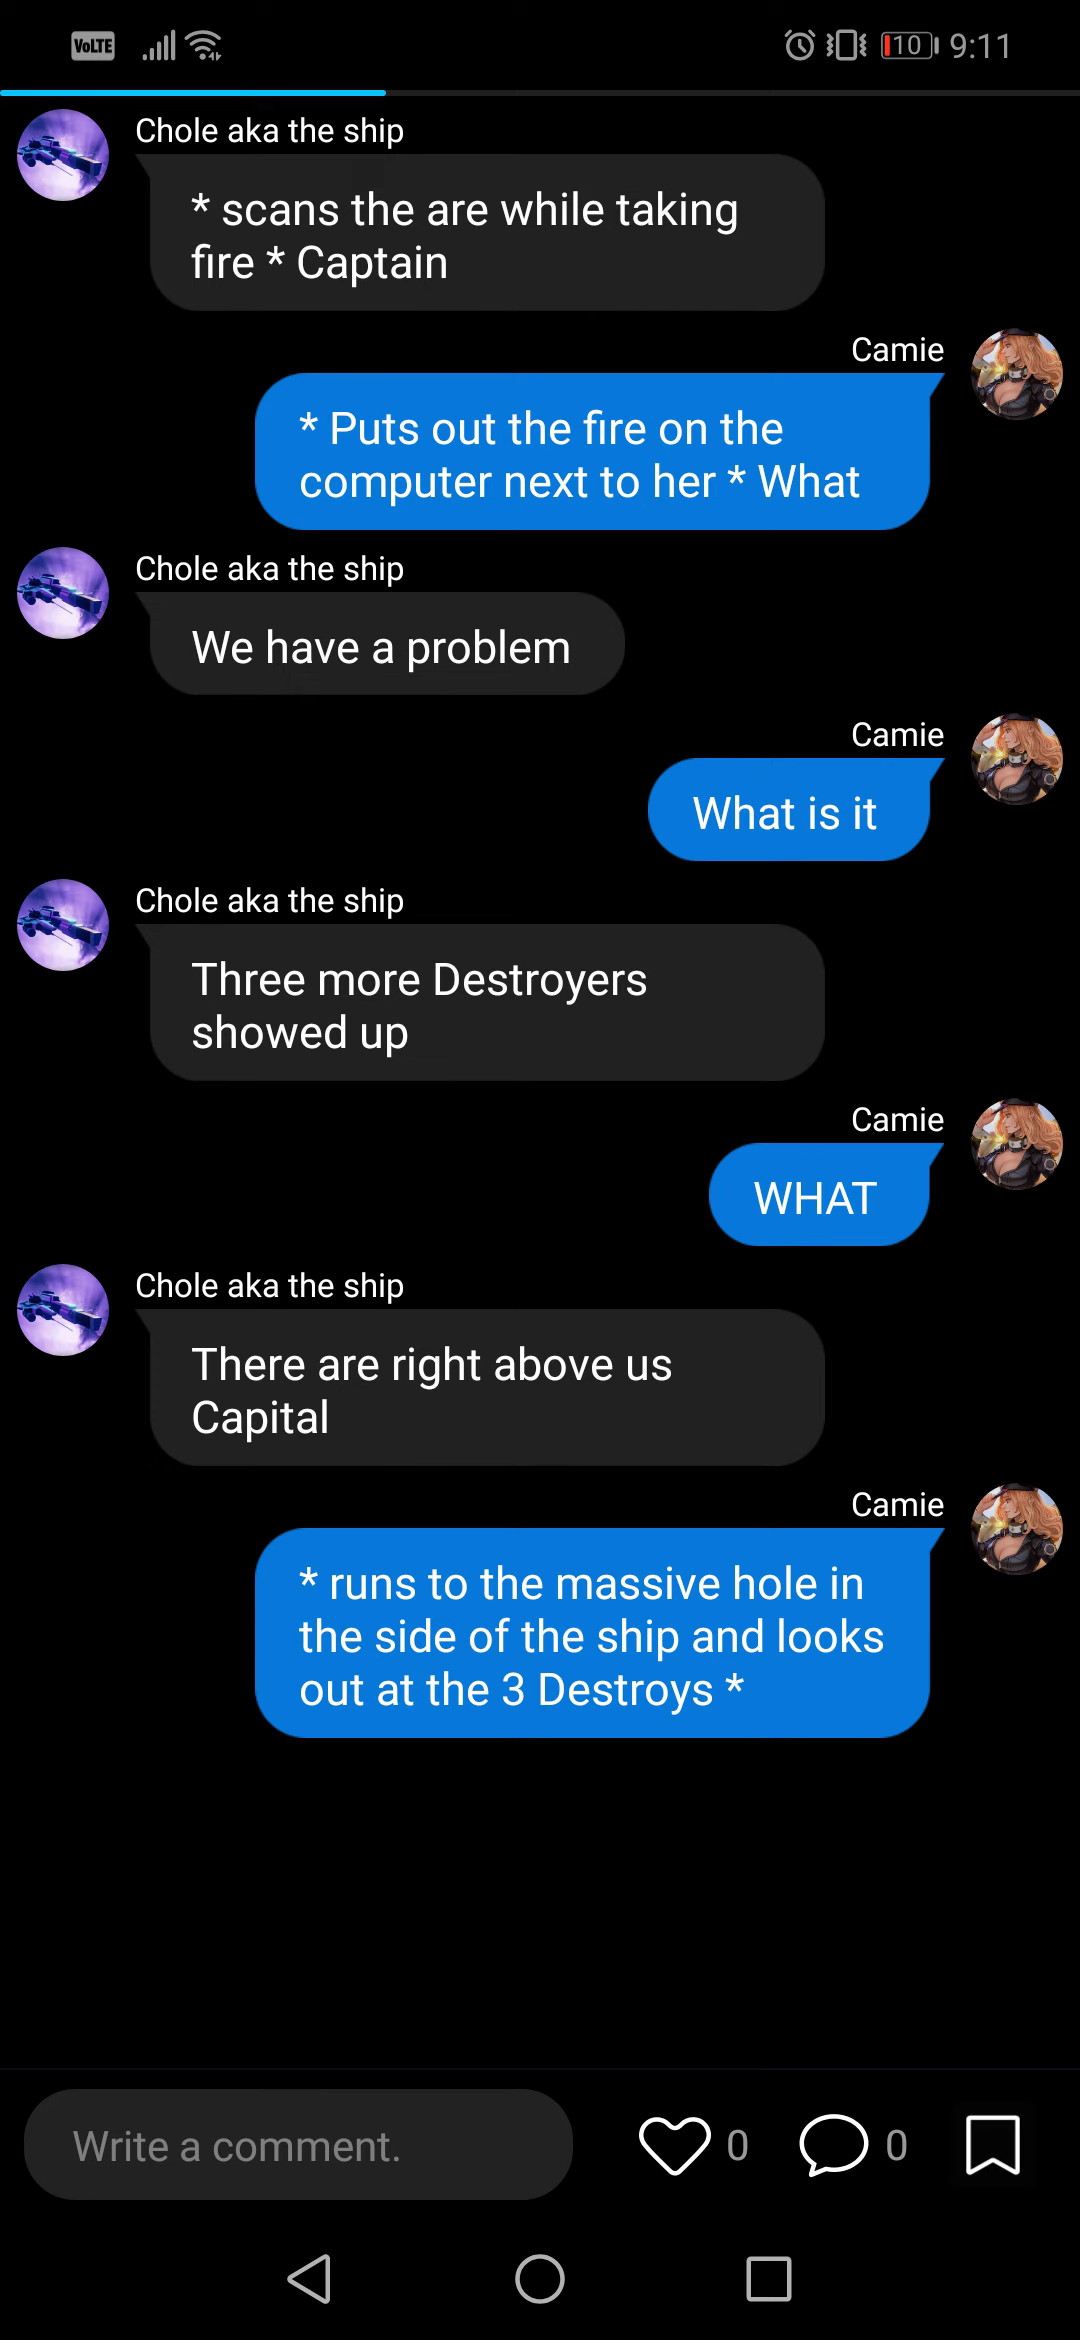 VoLTE 10 9:11
Chole aka the ship
* scans the are while taking
fire * Captain
Camie
* Puts out the fire on the
computer next to her * What
Chole aka the ship
We have a problem
Camie
What is it
Chole aka the ship
Three more Destroyers
showed up
Camie
WHAT
Chole aka the ship
There are right above us
Capital
Camie
* runs to the massive hole in
the side of the ship and looks
out at the 3 Destroys *
Write a comment. 0 0